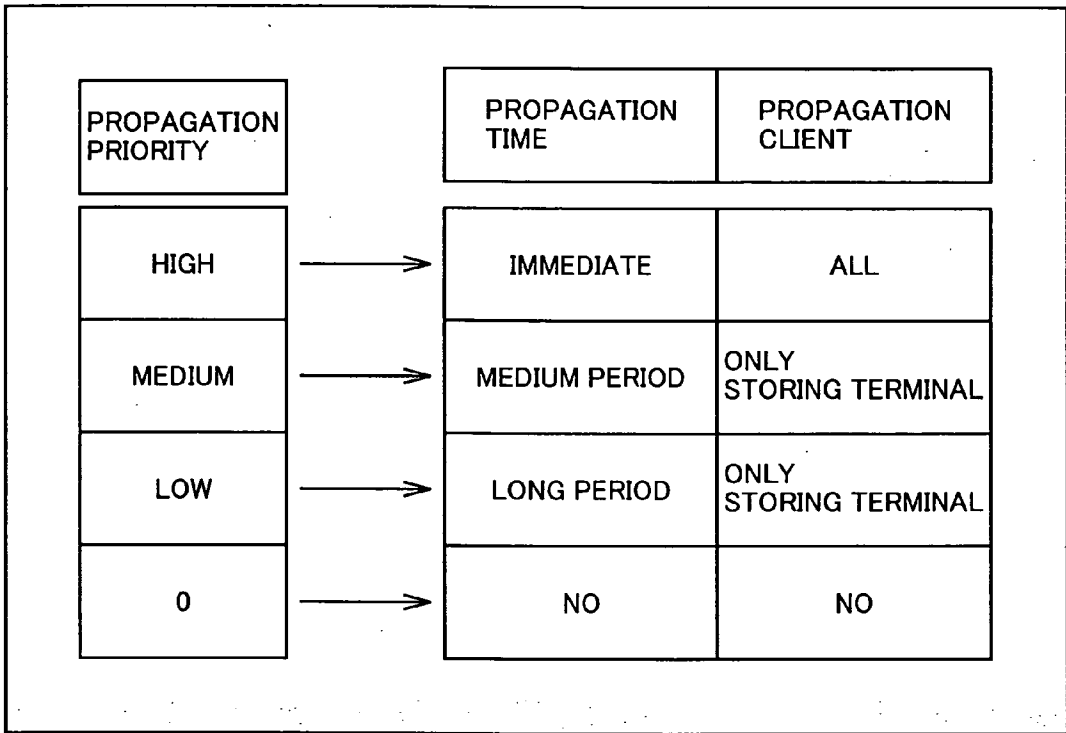 PROPAGATION
PRIORITY
PROPAGATION
TIME
PROPAGATION
CLIENT
HIGH
IMMEDIATE
ALL
MEDIUM
MEDIUM PERIOD
ONLY
STORING TERMINAL
LOW
LONG PERIOD
ONLY
STORING TERMINAL
0
NO
NO